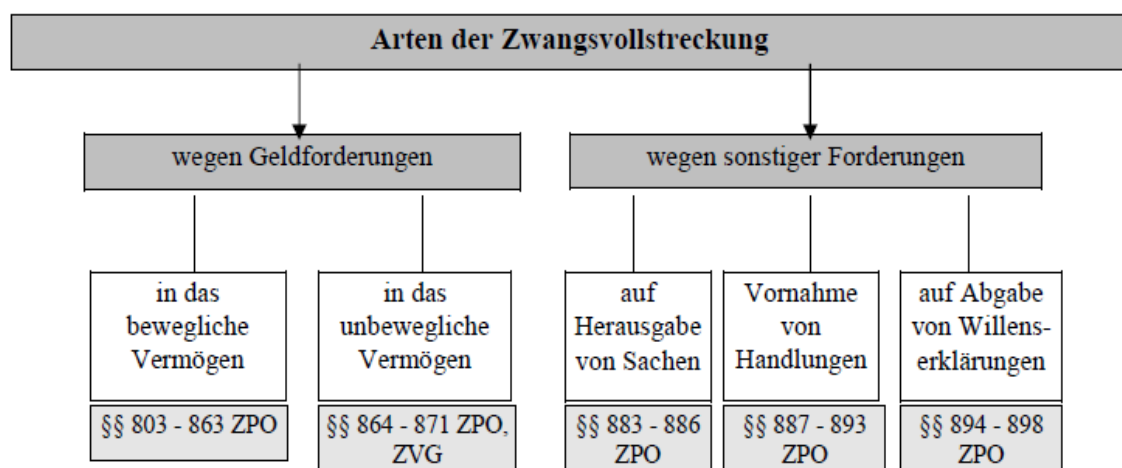 Arten der Zwangsvollstreckung
wegen Geldforderungen
wegen sonstiger Forderungen
in das
bewegliche
Vermögen
§§ 803 - 863 ZPO
in das
unbewegliche
Vermögen
§§ 864 - 871 ZPO,
ZVG
auf
Herausgabe
von Sachen
§§ 883 - 886
ZPO
Vornahme
von
Handlungen
§§ 887 - 893
ZPO
auf Abgabe
von Willens-
erklärungen
§§ 894 - 898
ZPO